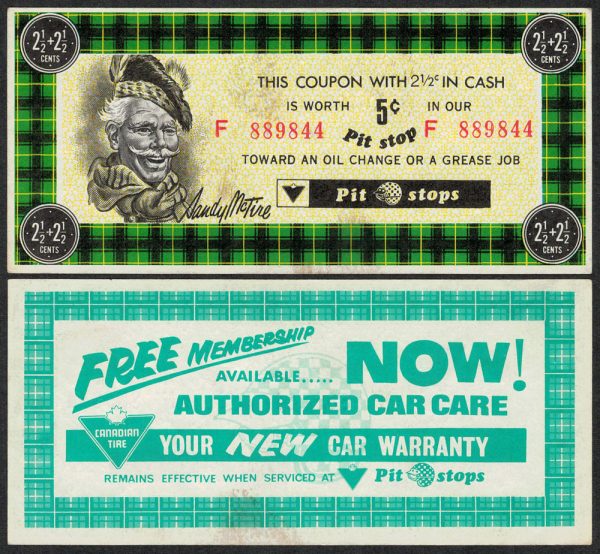 2½+2½
CENTS
2½+2½
CENTS
THIS COUPON WITH 2½¢ IN CASH
IS WORTH 5¢ IN OUR
F 889844 Pit stop F 889844
TOWARD AN OIL CHANGE OR A GREASE JOB
Sandy McTire
Pit stops
2½+2½
CENTS
2½+2½
CENTS
FREE MEMBERSHIP
AVAILABLE..... NOW!
AUTHORIZED CAR CARE
CANADIAN
TIRE
YOUR NEW CAR WARRANTY
REMAINS EFFECTIVE WHEN SERVICED AT Pit stops